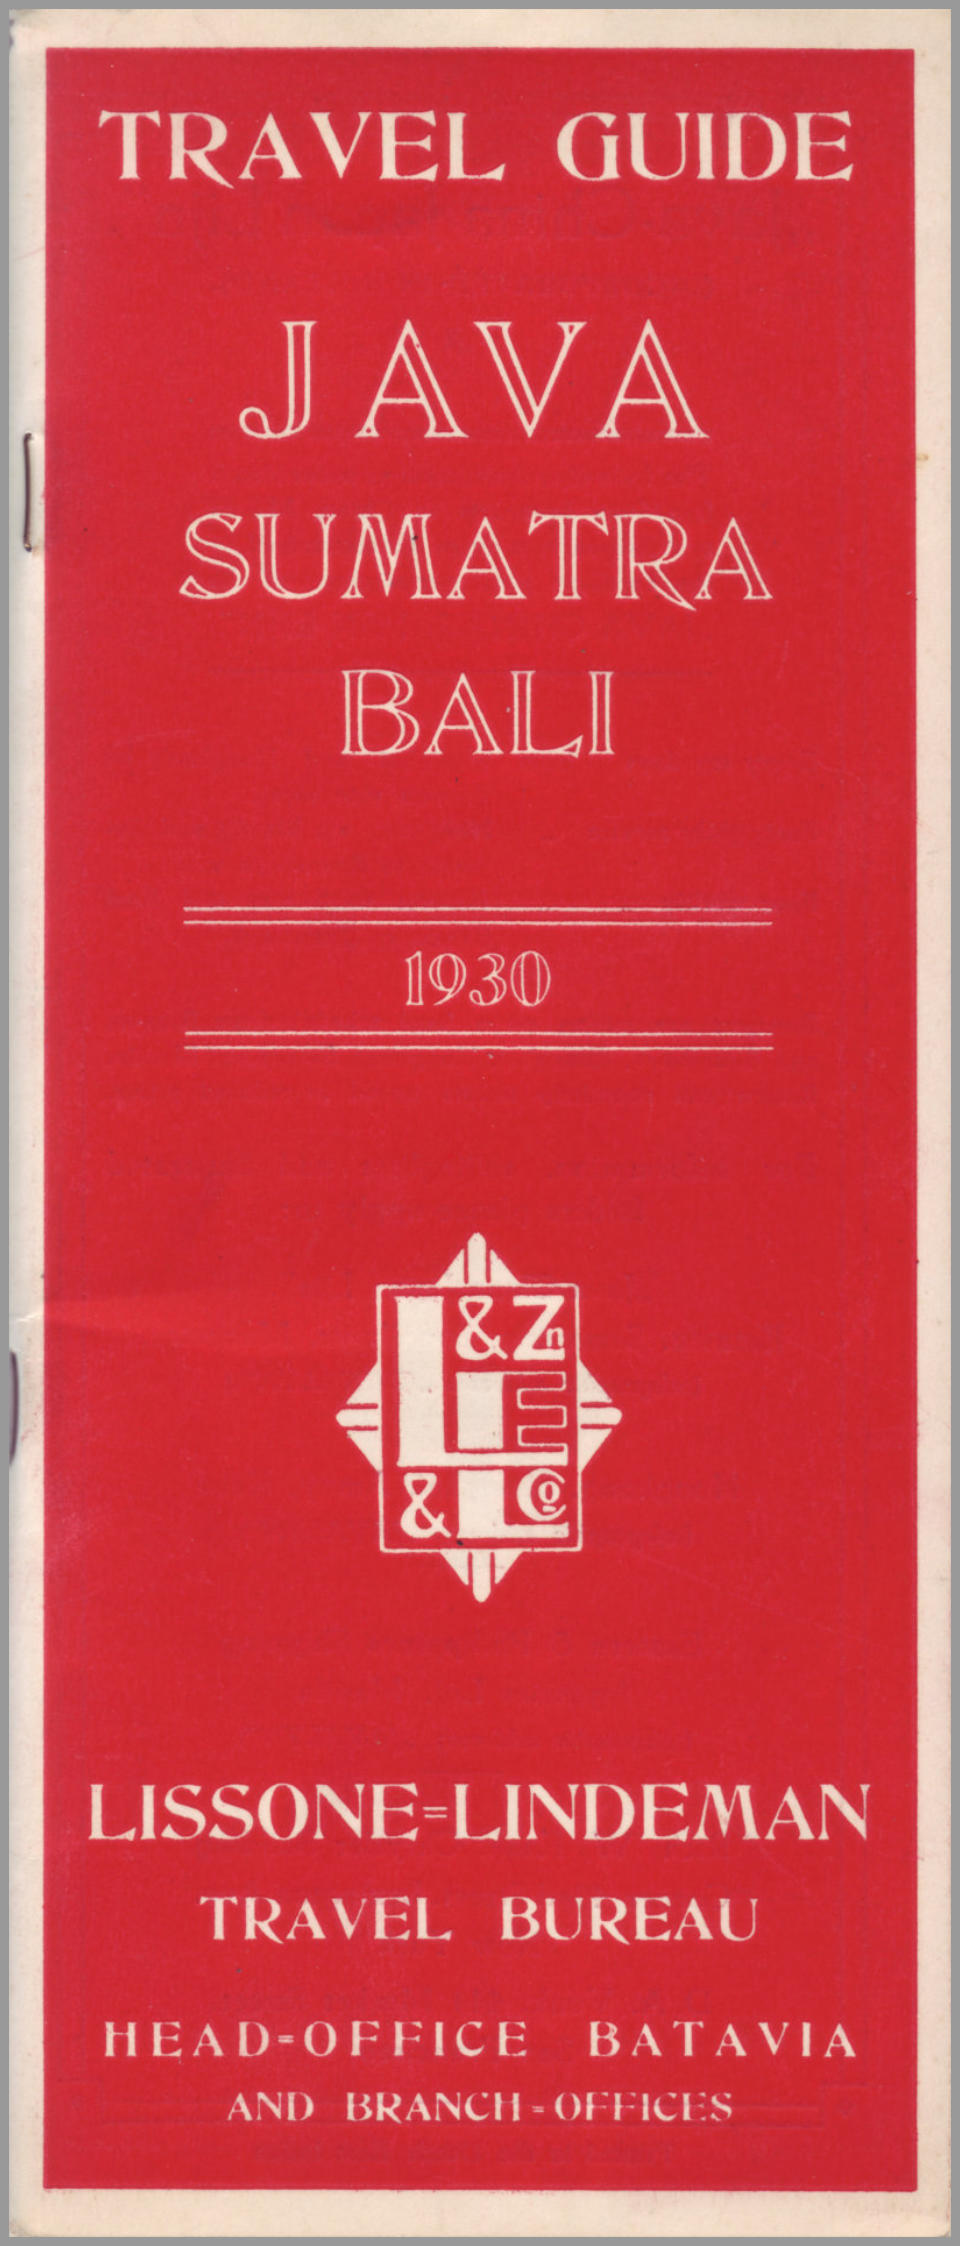 TRAVEL GUIDE
JAVA
SUMATRA
BALI
1930
L & Zn
E
& L Co
LISSONE=LINDEMAN
TRAVEL BUREAU
HEAD=OFFICE BATAVIA
AND BRANCH=OFFICES